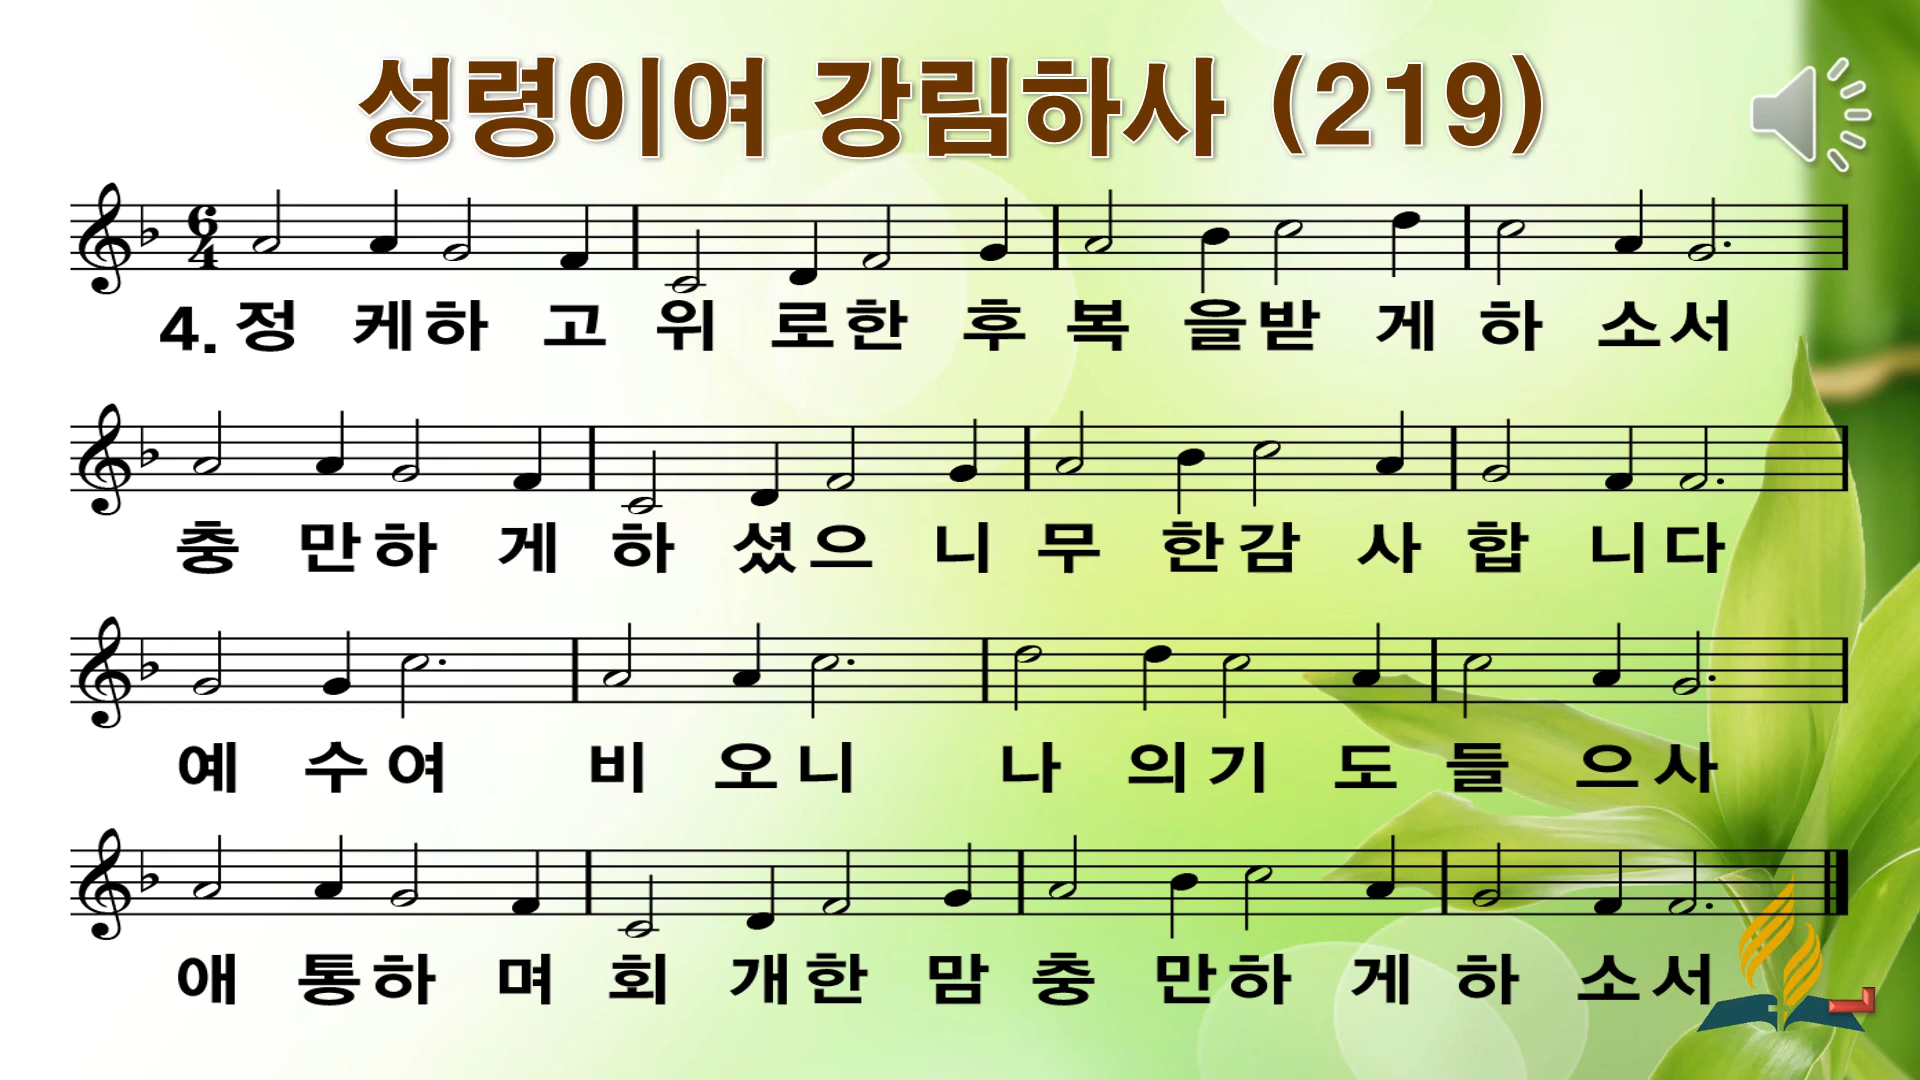 성령이여 강림하사 (219)
6
4
4. 정 케하 고 위 로한 후 복 을받 게 하 소서
충 만하 게 하 셨으 니 무 한감 사 합 니다
예 수여 비 오니 나 의기 도 들 으사
애 통하 며 회 개한 맘 충 만하 게 하 소서